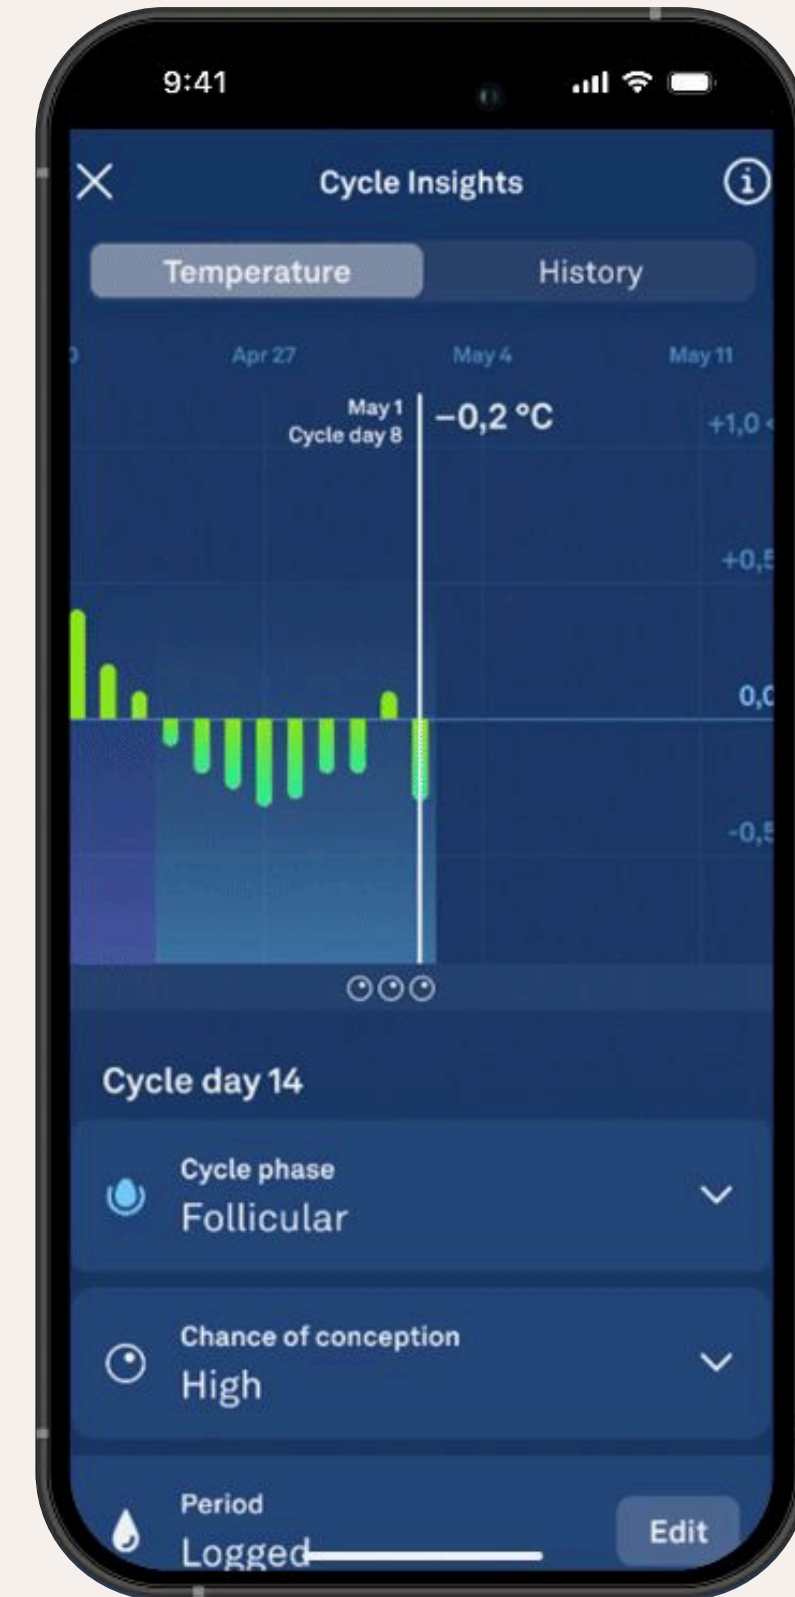 9:41
Cycle Insights
Temperature History
0 Apr 27 May 4 May 11
May 1
Cycle day 8
−0,2 °C
+1,0
+0,5
0,0
-0,5
Cycle day 14
Cycle phase
Follicular
Chance of conception
High
Period
Logged
Edit